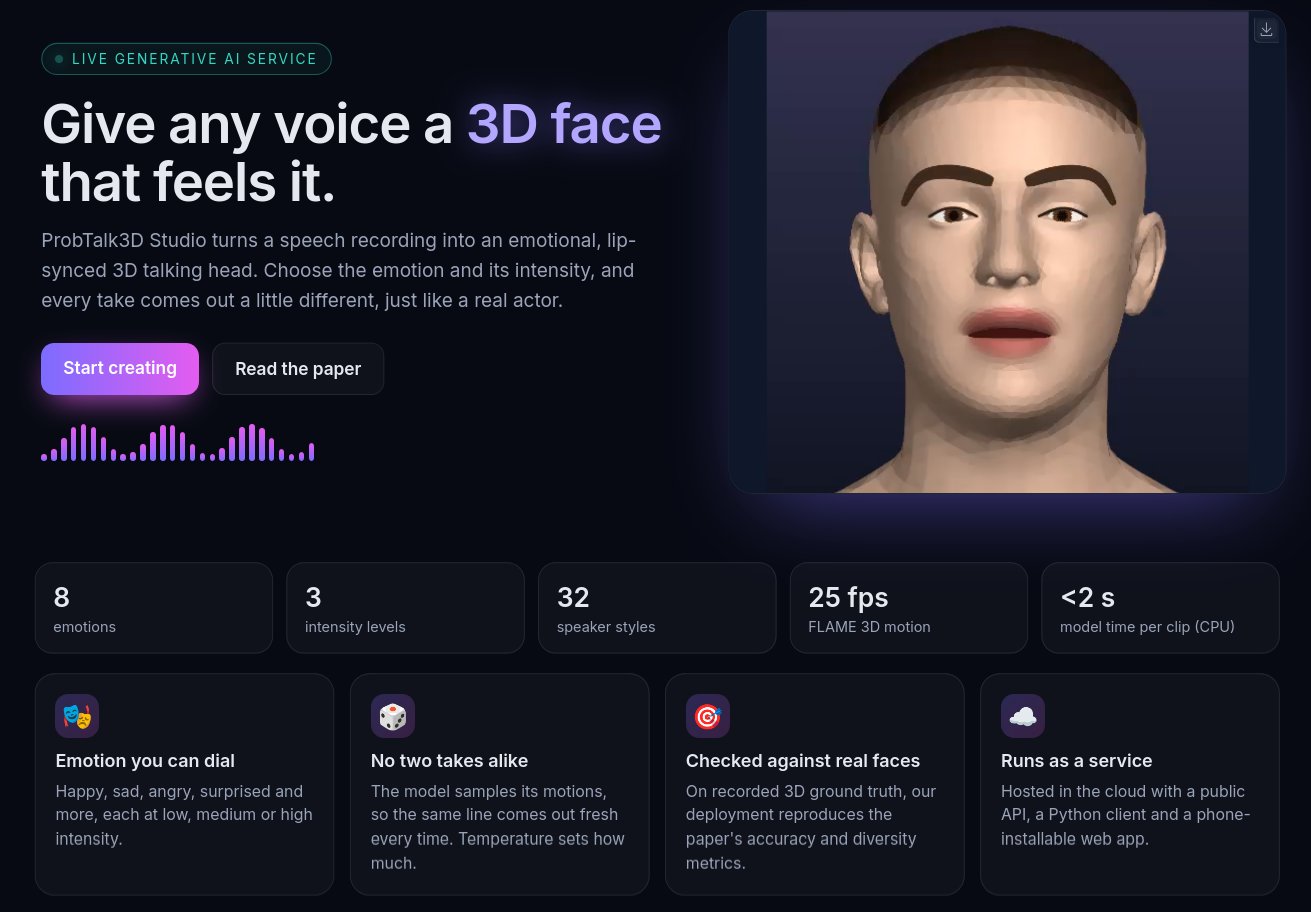 LIVE GENERATIVE AI SERVICE
Give any voice a 3D face
that feels it.
ProbTalk3D Studio turns a speech recording into an emotional, lip-
synced 3D talking head. Choose the emotion and its intensity, and
every take comes out a little different, just like a real actor.
Start creating
Read the paper
8
emotions
3
intensity levels
32
speaker styles
25 fps
FLAME 3D motion
<2 s
model time per clip (CPU)
Emotion you can dial
Happy, sad, angry, surprised and
more, each at low, medium or high
intensity.
No two takes alike
The model samples its motions,
so the same line comes out fresh
every time. Temperature sets how
much.
Checked against real faces
On recorded 3D ground truth, our
deployment reproduces the
paper's accuracy and diversity
metrics.
Runs as a service
Hosted in the cloud with a public
API, a Python client and a phone-
installable web app.